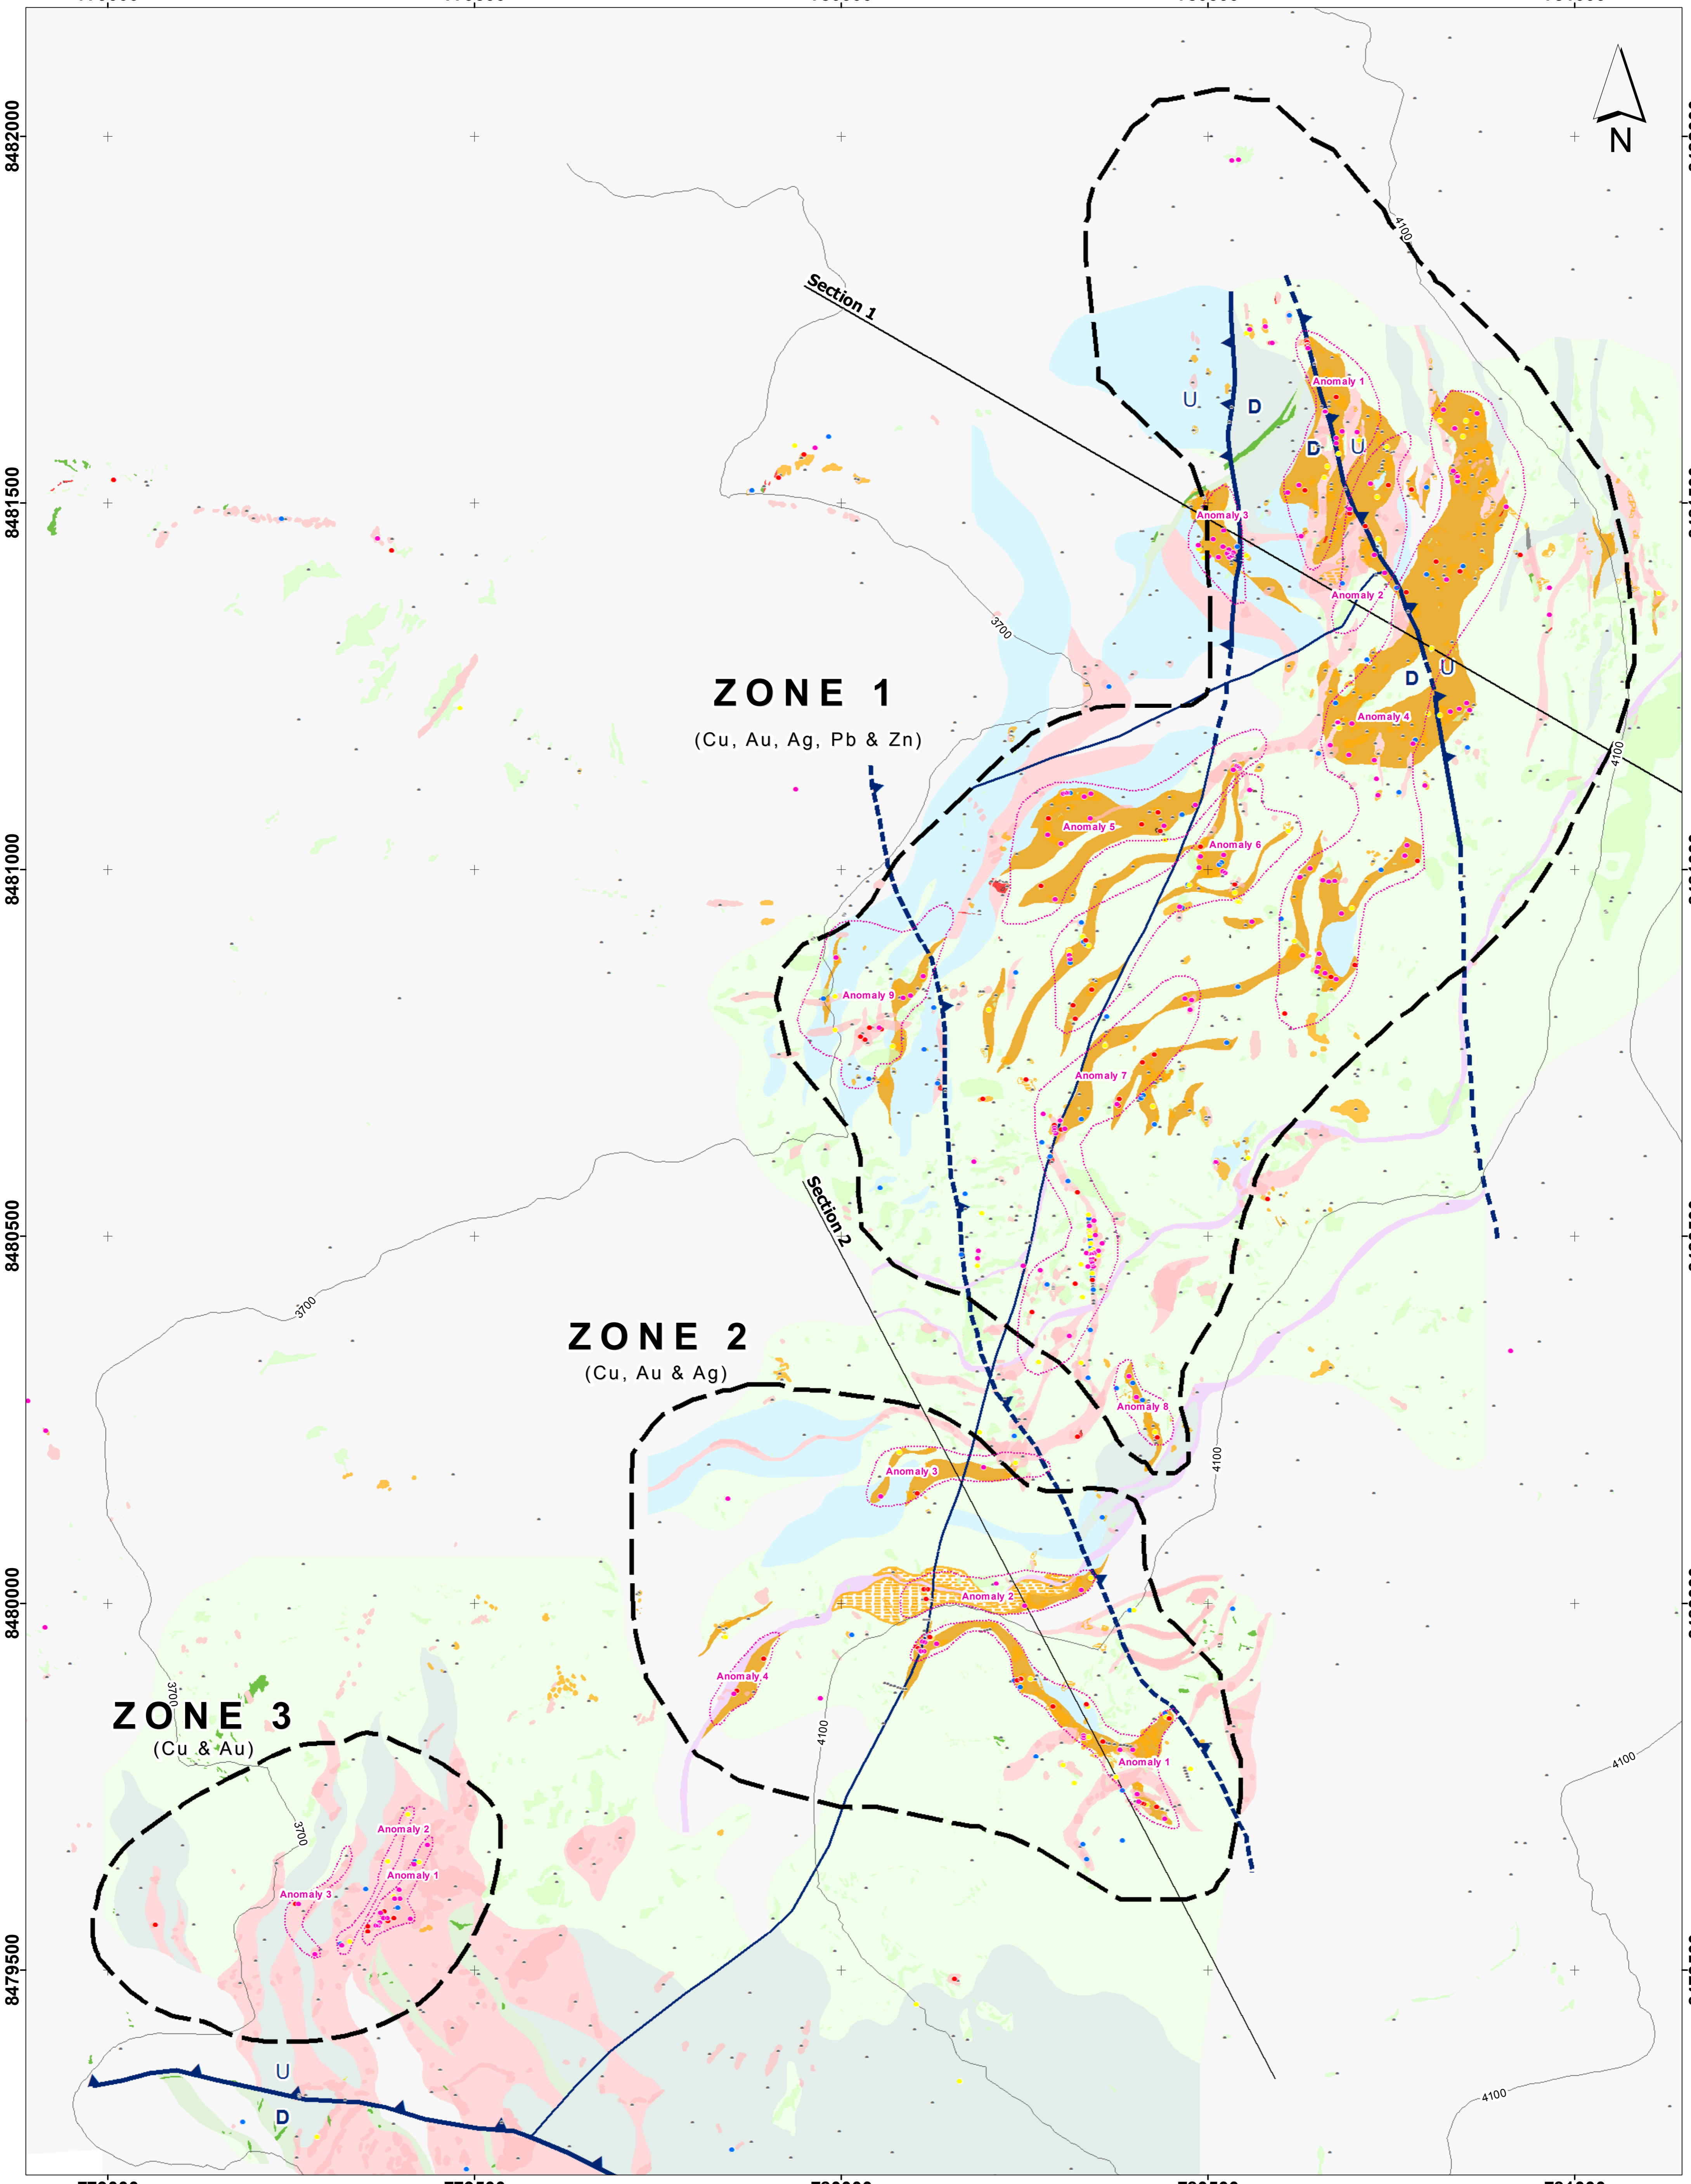 N
8482000
4100
Section 1
Anomaly 1
U
D
D
U
8481500
Anomaly 3
Anomaly 2
3700
D
U
ZONE 1
(Cu, Au, Ag, Pb & Zn)
Anomaly 4
4100
Anomaly 5
Anomaly 6
8481000
Anomaly 9
Anomaly 7
Section 2
8480500
3700
ZONE 2
(Cu, Au & Ag)
Anomaly 8
4100
Anomaly 3
Anomaly 2
8480000
Anomaly 4
3700
ZONE 3
(Cu & Au)
4100
Anomaly 1
4100
Anomaly 2
3700
Anomaly 1
Anomaly 3
8479500
U
D
4100